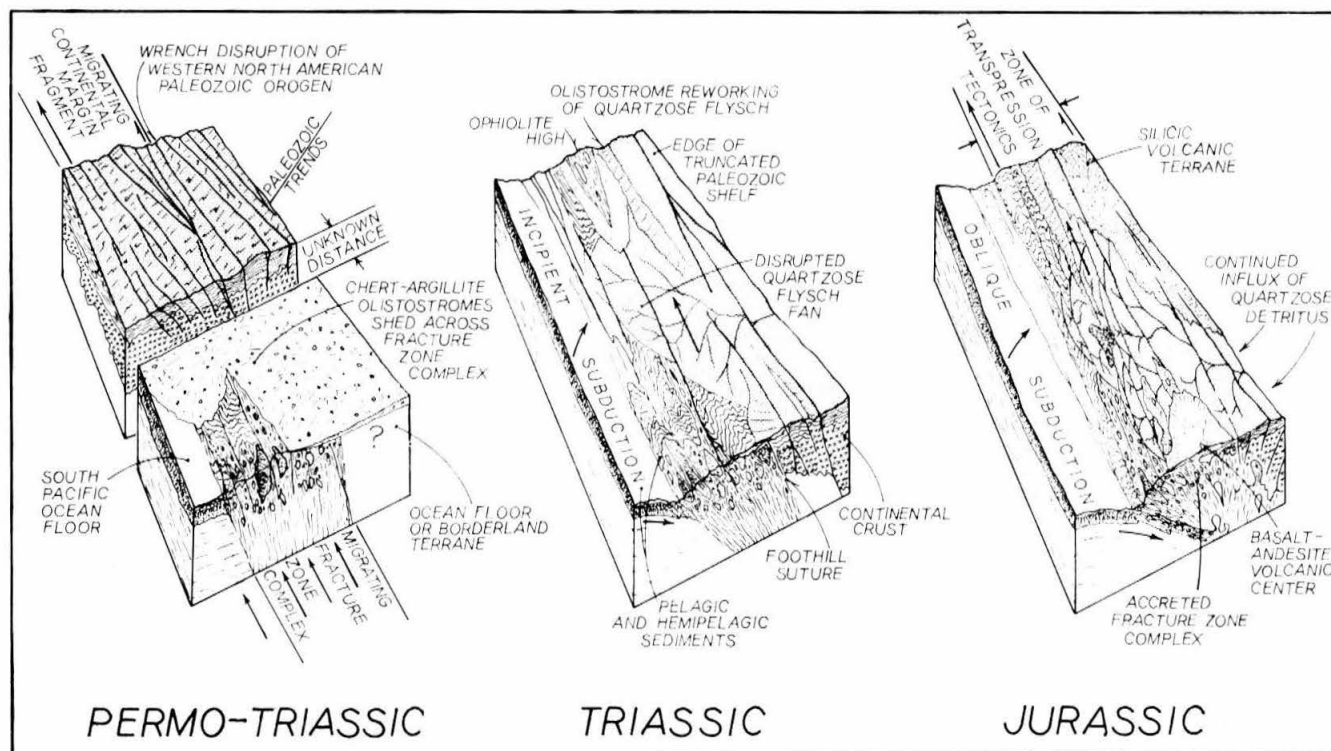 MIGRATING
CONTINENTAL
MARGIN
FRAGMENT
WRENCH DISRUPTION OF
WESTERN NORTH AMERICAN
PALEOZOIC OROGEN
PALEOZOIC
TRENDS
UNKNOWN
DISTANCE
CHERT-ARGILLITE
OLISTOSTROMES
SHED ACROSS
FRACTURE
ZONE
COMPLEX
?
SOUTH
PACIFIC
OCEAN
FLOOR
OCEAN FLOOR
OR BORDERLAND
TERRANE
MIGRATING
FRACTURE
ZONE
COMPLEX
PERMO-TRIASSIC
OLISTOSTROME REWORKING
OF QUARTZOSE FLYSCH
OPHIOLITE
HIGH
EDGE OF
TRUNCATED
PALEOZOIC
SHELF
INCIPIENT
SUBDUCTION
DISRUPTED
QUARTZOSE
FLYSCH
FAN
CONTINENTAL
CRUST
FOOTHILL
SUTURE
PELAGIC
AND HEMIPELAGIC
SEDIMENTS
TRIASSIC
ZONE OF
TRANSPRESSION
TECTONICS
SILICIC
VOLCANIC
TERRANE
OBLIQUE
SUBDUCTION
CONTINUED
INFLUX OF
QUARTZOSE
DETRITUS
BASALT-
ANDESITE
VOLCANIC
CENTER
ACCRETED
FRACTURE ZONE
COMPLEX
JURASSIC